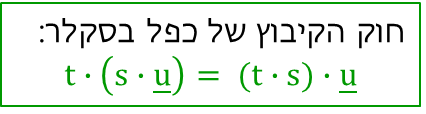 חוק הקיבוץ של כפל בסקלר:
t · (s · u) = (t · s) · u